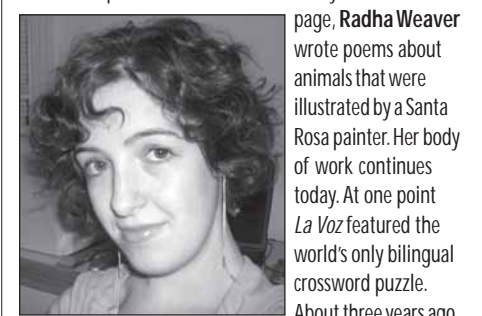 page, Radha Weaver
wrote poems about
animals that were
illustrated by a Santa
Rosa painter. Her body
of work continues
today. At one point
La Voz featured the
world's only bilingual
crossword puzzle.
About three years ago